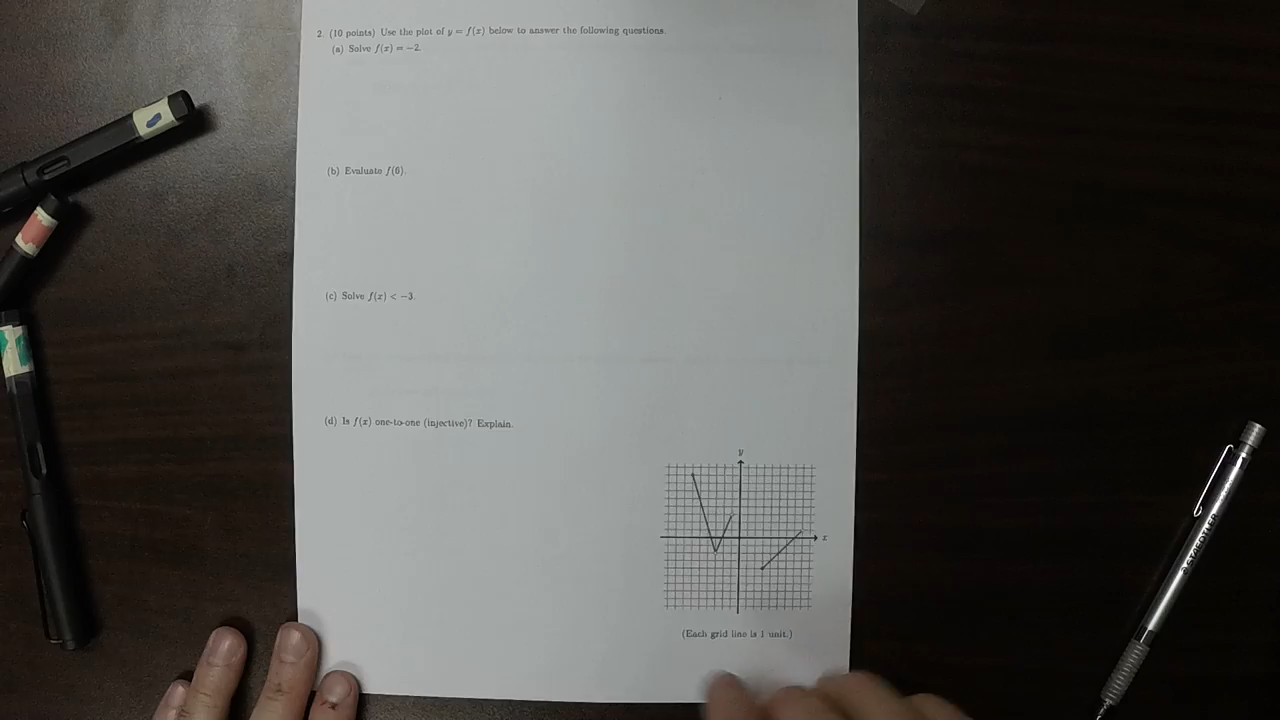 2. (10 points) Use the plot of y = f(x) below to answer the following questions.
(a) Solve f(x) = −2.
(b) Evaluate f(6).
(c) Solve f(x) < −3.
(d) Is f(x) one-to-one (injective)? Explain.
y
x
(Each grid line is 1 unit.)
STAEDTLER